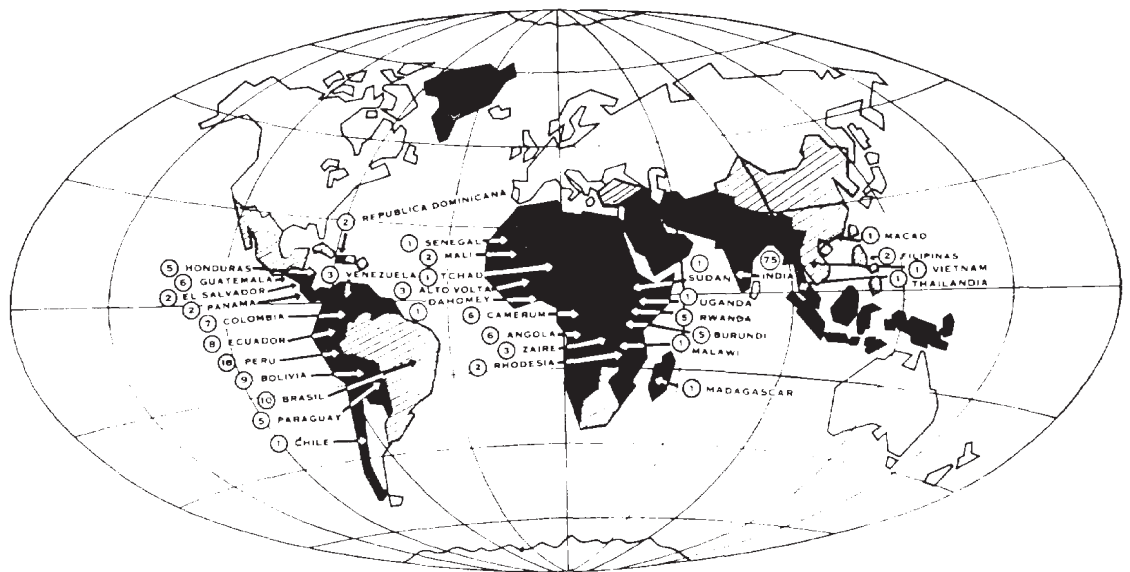 ② REPUBLICA DOMINICANA
⑤ HONDURAS
⑥ GUATEMALA
② EL SALVADOR
② PANAMA
③ VENEZUELA
⑦ COLOMBIA
⑧ ECUADOR
⑱ PERU
⑨ BOLIVIA
⑩ BRASIL
⑤ PARAGUAY
① CHILE
① SENEGAL
② MALI
① TCHAD
③ ALTO VOLTA
① DAHOMEY
⑥ CAMERUM
⑥ ANGOLA
③ ZAIRE
② RHODESIA
① SUDAN
75 INDIA
① UGANDA
⑤ RWANDA
⑤ BURUNDI
① MALAWI
① MADAGASCAR
① MACAO
② FILIPINAS
① VIETNAM
① THAILANDIA